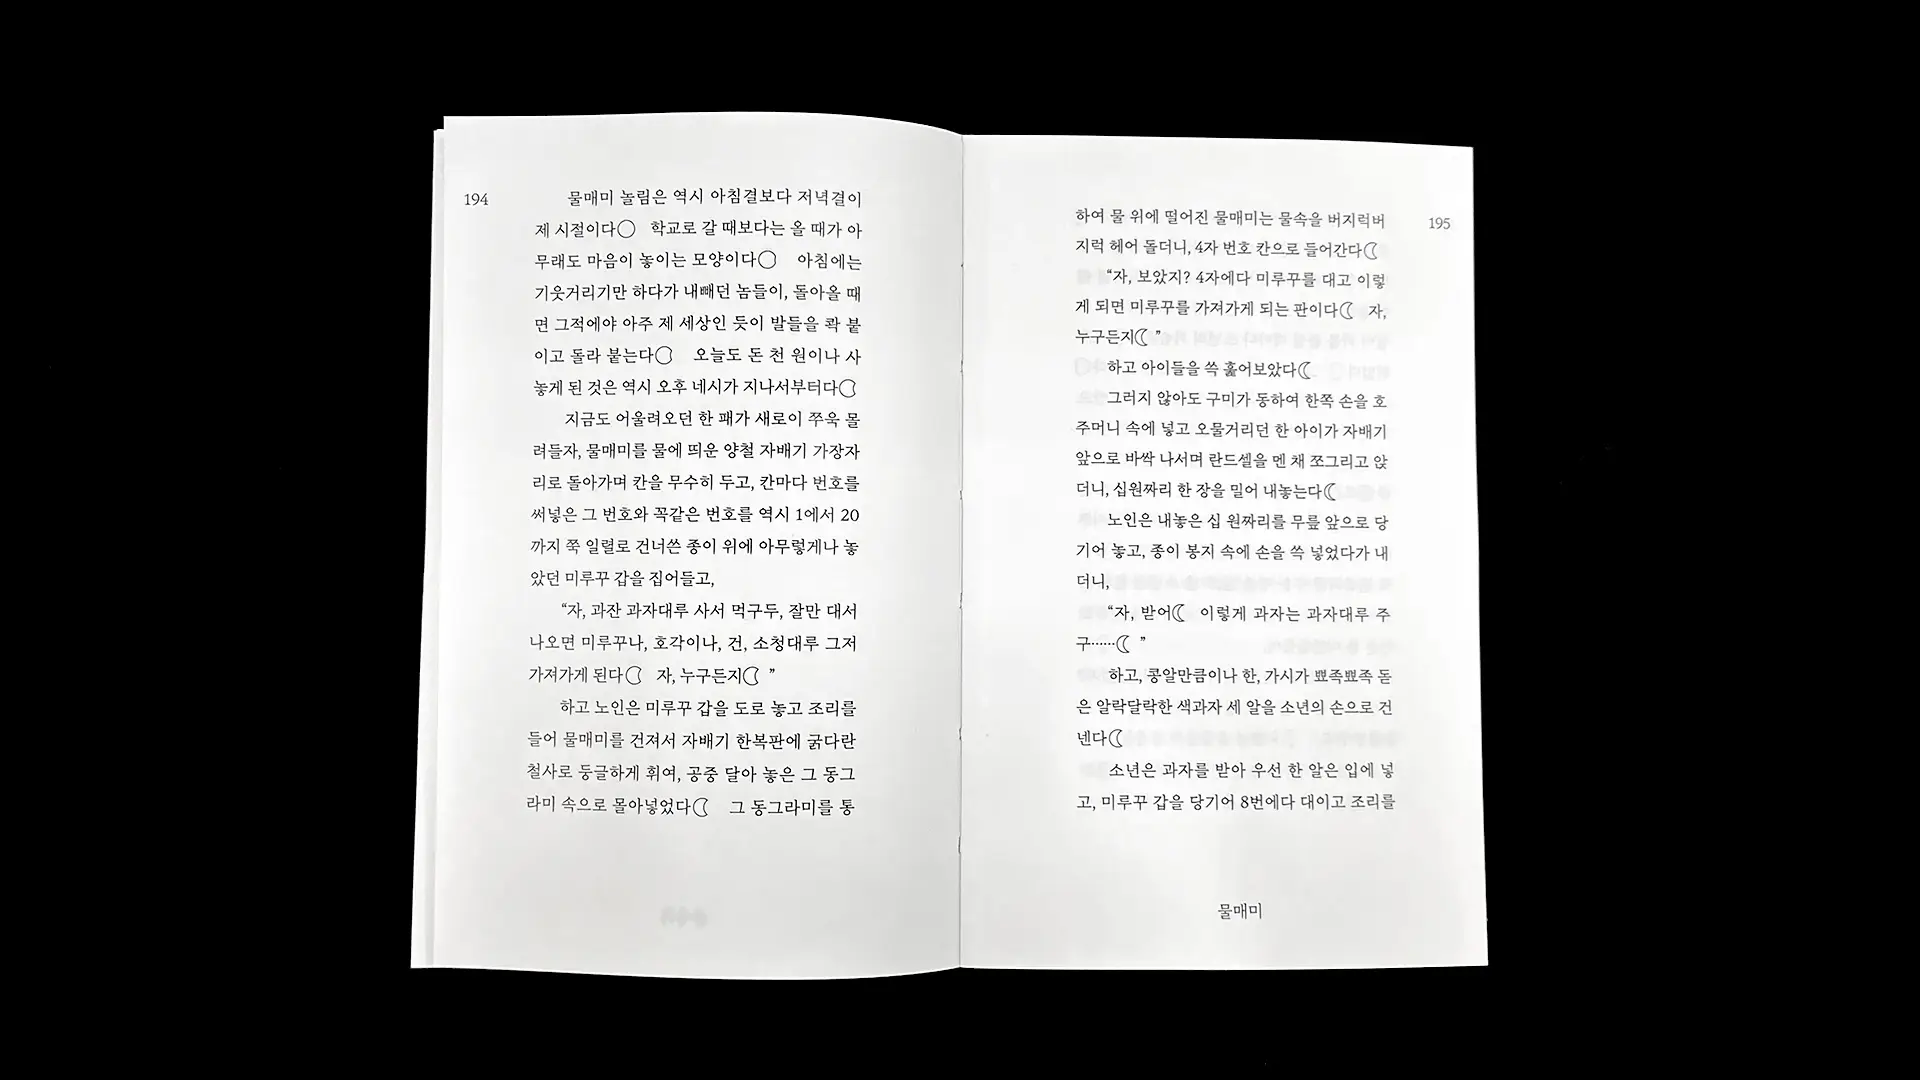 194
물매미 놀림은 역시 아침결보다 저녁결이
제 시절이다○ 학교로 갈 때보다는 올 때가 아
무래도 마음이 놓이는 모양이다○ 아침에는
기웃거리기만 하다가 내빼던 놈들이, 돌아올 때
면 그적에야 아주 제 세상인 듯이 발들을 콱 붙
이고 돌라 붙는다○ 오늘도 돈 천 원이나 사
놓게 된 것은 역시 오후 네시가 지나서부터다○
지금도 어울려오던 한 패가 새로이 쭈욱 몰
려들자, 물매미를 물에 띄운 양철 자배기 가장자
리로 돌아가며 칸을 무수히 두고, 칸마다 번호를
써넣은 그 번호와 꼭같은 번호를 역시 1에서 20
까지 쭉 일렬로 건너쓴 종이 위에 아무렇게나 놓
았던 미루꾸 갑을 집어들고,
“자, 과잔 과자대루 사서 먹구두, 잘만 대서
나오면 미루꾸나, 호각이나, 건, 소청대루 그저
가져가게 된다☾ 자, 누구든지☾ ”
하고 노인은 미루꾸 갑을 도로 놓고 조리를
들어 물매미를 건져서 자배기 한복판에 굵다란
철사로 둥글하게 휘여, 공중 달아 놓은 그 동그
라미 속으로 몰아넣었다☾ 그 동그라미를 통
하여 물 위에 떨어진 물매미는 물속을 버지럭버
지럭 헤어 돌더니, 4자 번호 칸으로 들어간다☾
“자, 보았지? 4자에다 미루꾸를 대고 이렇
게 되면 미루꾸를 가져가게 되는 판이다☾ 자,
누구든지☾ ”
하고 아이들을 쓱 훑어보았다☾
그러지 않아도 구미가 동하여 한쪽 손을 호
주머니 속에 넣고 오물거리던 한 아이가 자배기
앞으로 바싹 나서며 란드셀을 멘 채 쪼그리고 앉
더니, 십원짜리 한 장을 밀어 내놓는다☾
노인은 내놓은 십 원짜리를 무릎 앞으로 당
기어 놓고, 종이 봉지 속에 손을 쓱 넣었다가 내
더니,
“자, 받어☾ 이렇게 과자는 과자대루 주
구……☾ ”
하고, 콩알만큼이나 한, 가시가 뾰족뾰족 돋
은 알락달락한 색과자 세 알을 소년의 손으로 건
넨다☾
소년은 과자를 받아 우선 한 알은 입에 넣
고, 미루꾸 갑을 당기어 8번에다 대이고 조리를
195
물매미